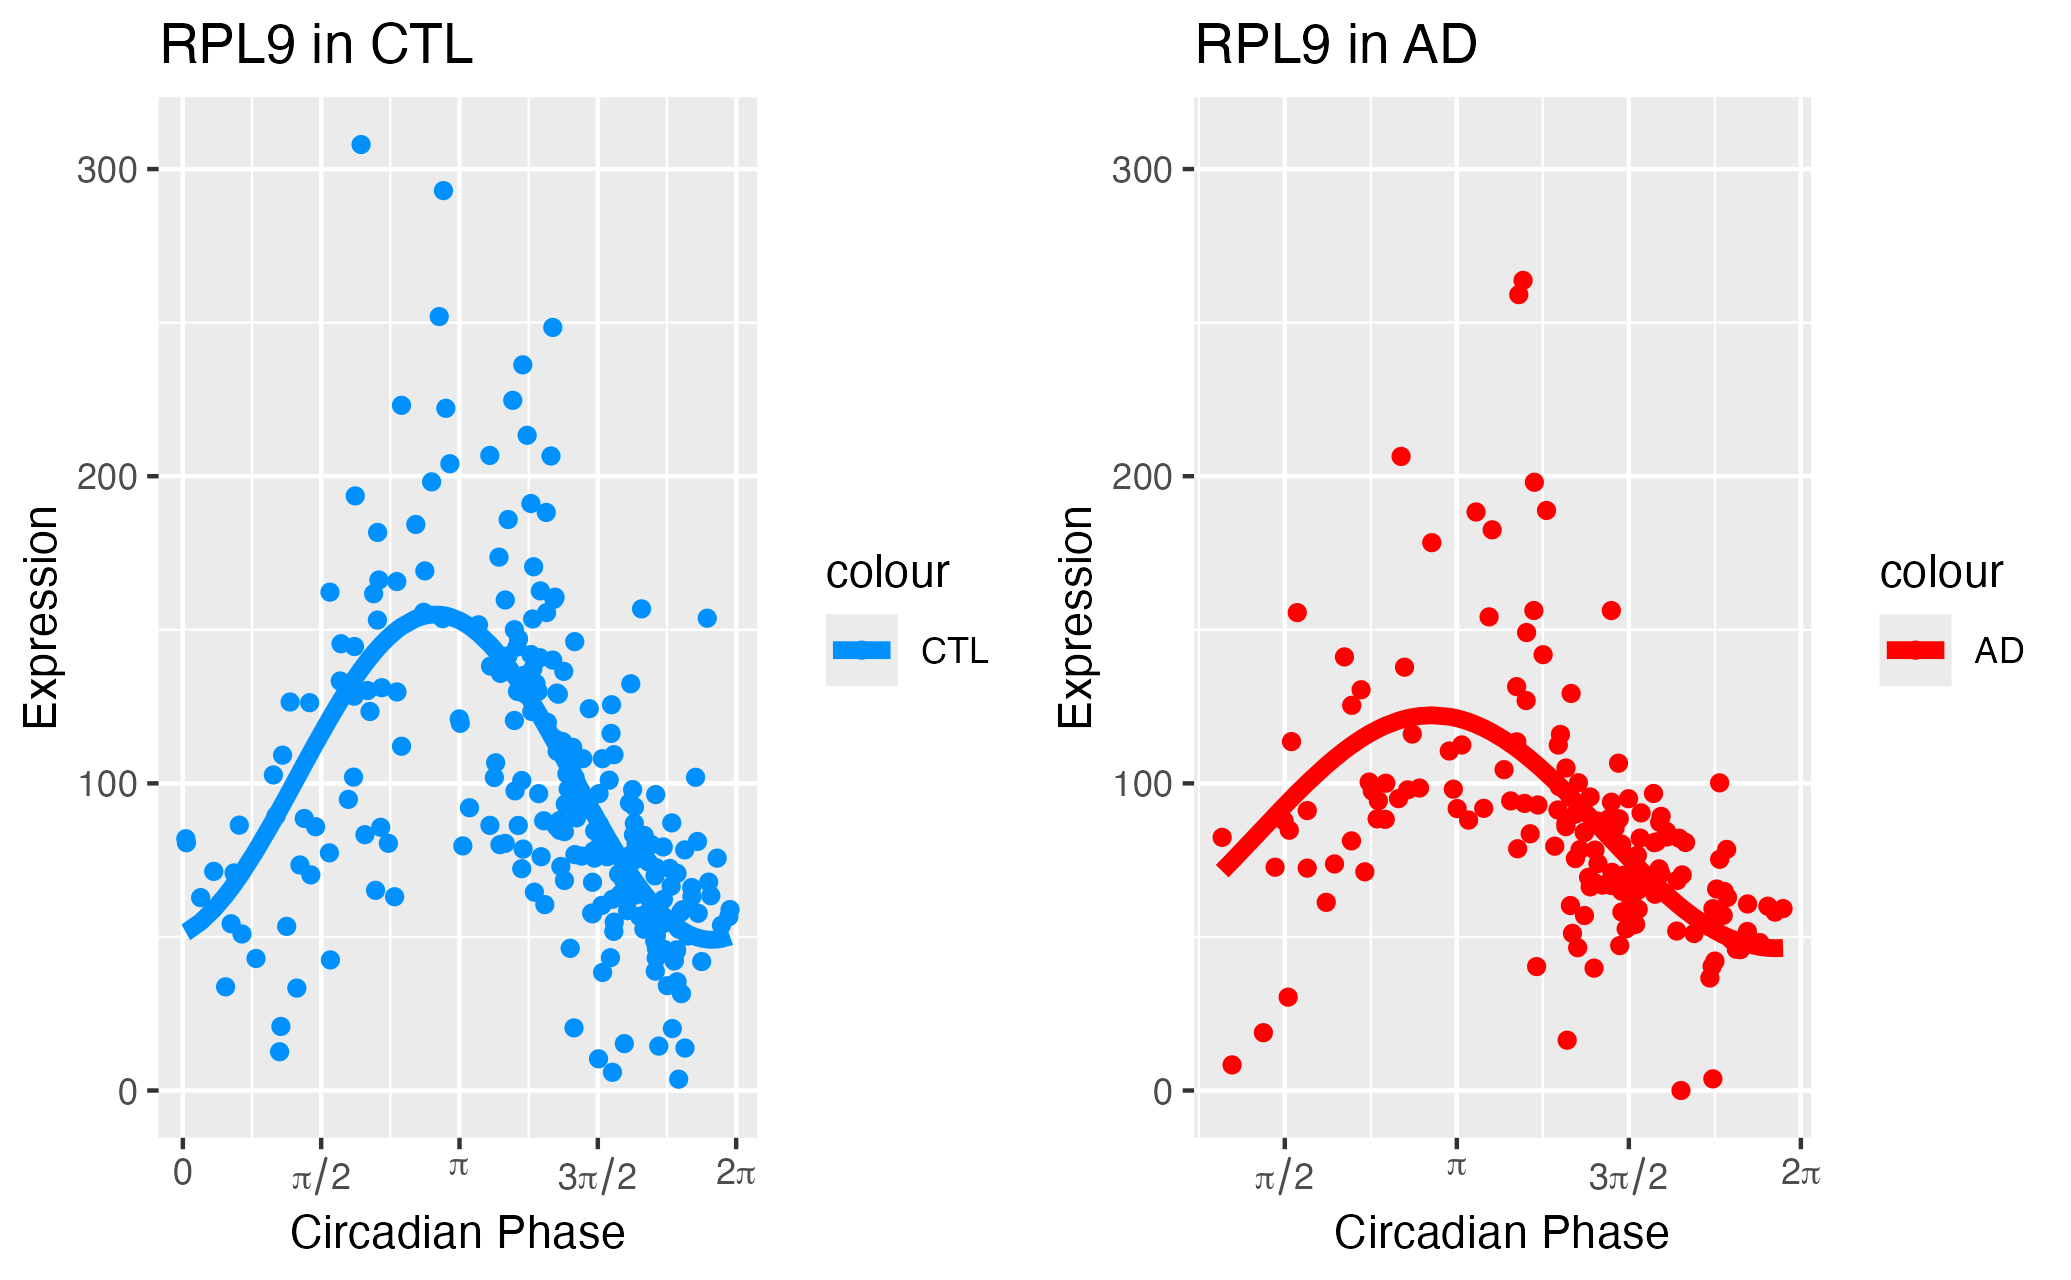 RPL9 in CTL
300
200
100
0
Expression
0 π/2 π 3π/2 2π
Circadian Phase
colour
CTL
RPL9 in AD
300
200
100
0
Expression
π/2 π 3π/2 2π
Circadian Phase
colour
AD